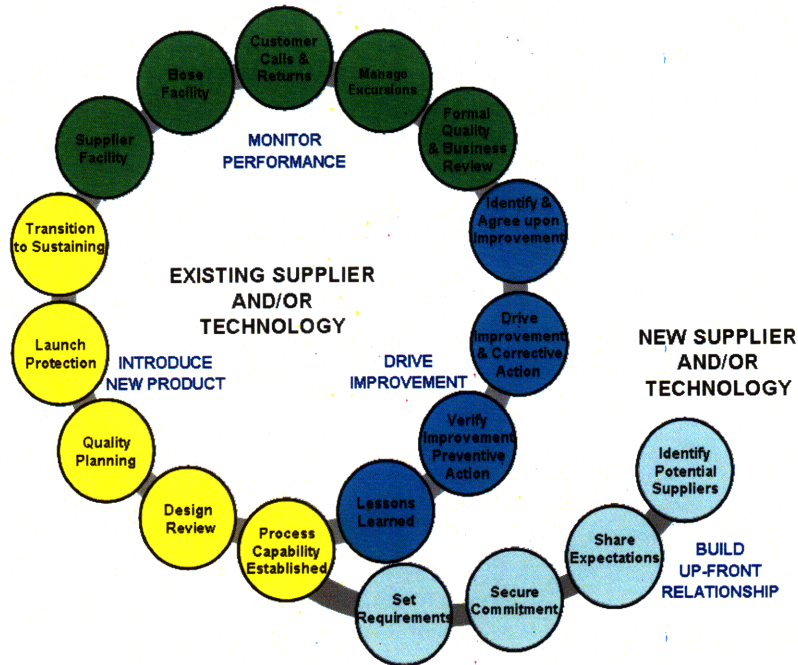 Customer
Calls &
Returns
Bose
Facility
Manage
Excursions
Supplier
Facility
Formal
Quality
& Business
Review
MONITOR
PERFORMANCE
Transition
to Sustaining
Identify &
Agree upon
Improvement
EXISTING SUPPLIER
AND/OR
TECHNOLOGY
Launch
Protection
INTRODUCE
NEW PRODUCT
DRIVE
IMPROVEMENT
Drive
Improvement
& Corrective
Action
NEW SUPPLIER
AND/OR
TECHNOLOGY
Quality
Planning
Verify
Improvement
Preventive
Action
Identify
Potential
Suppliers
Design
Review
Process
Capability
Established
Lessons
Learned
Share
Expectations
BUILD
UP-FRONT
RELATIONSHIP
Set
Requirements
Secure
Commitment